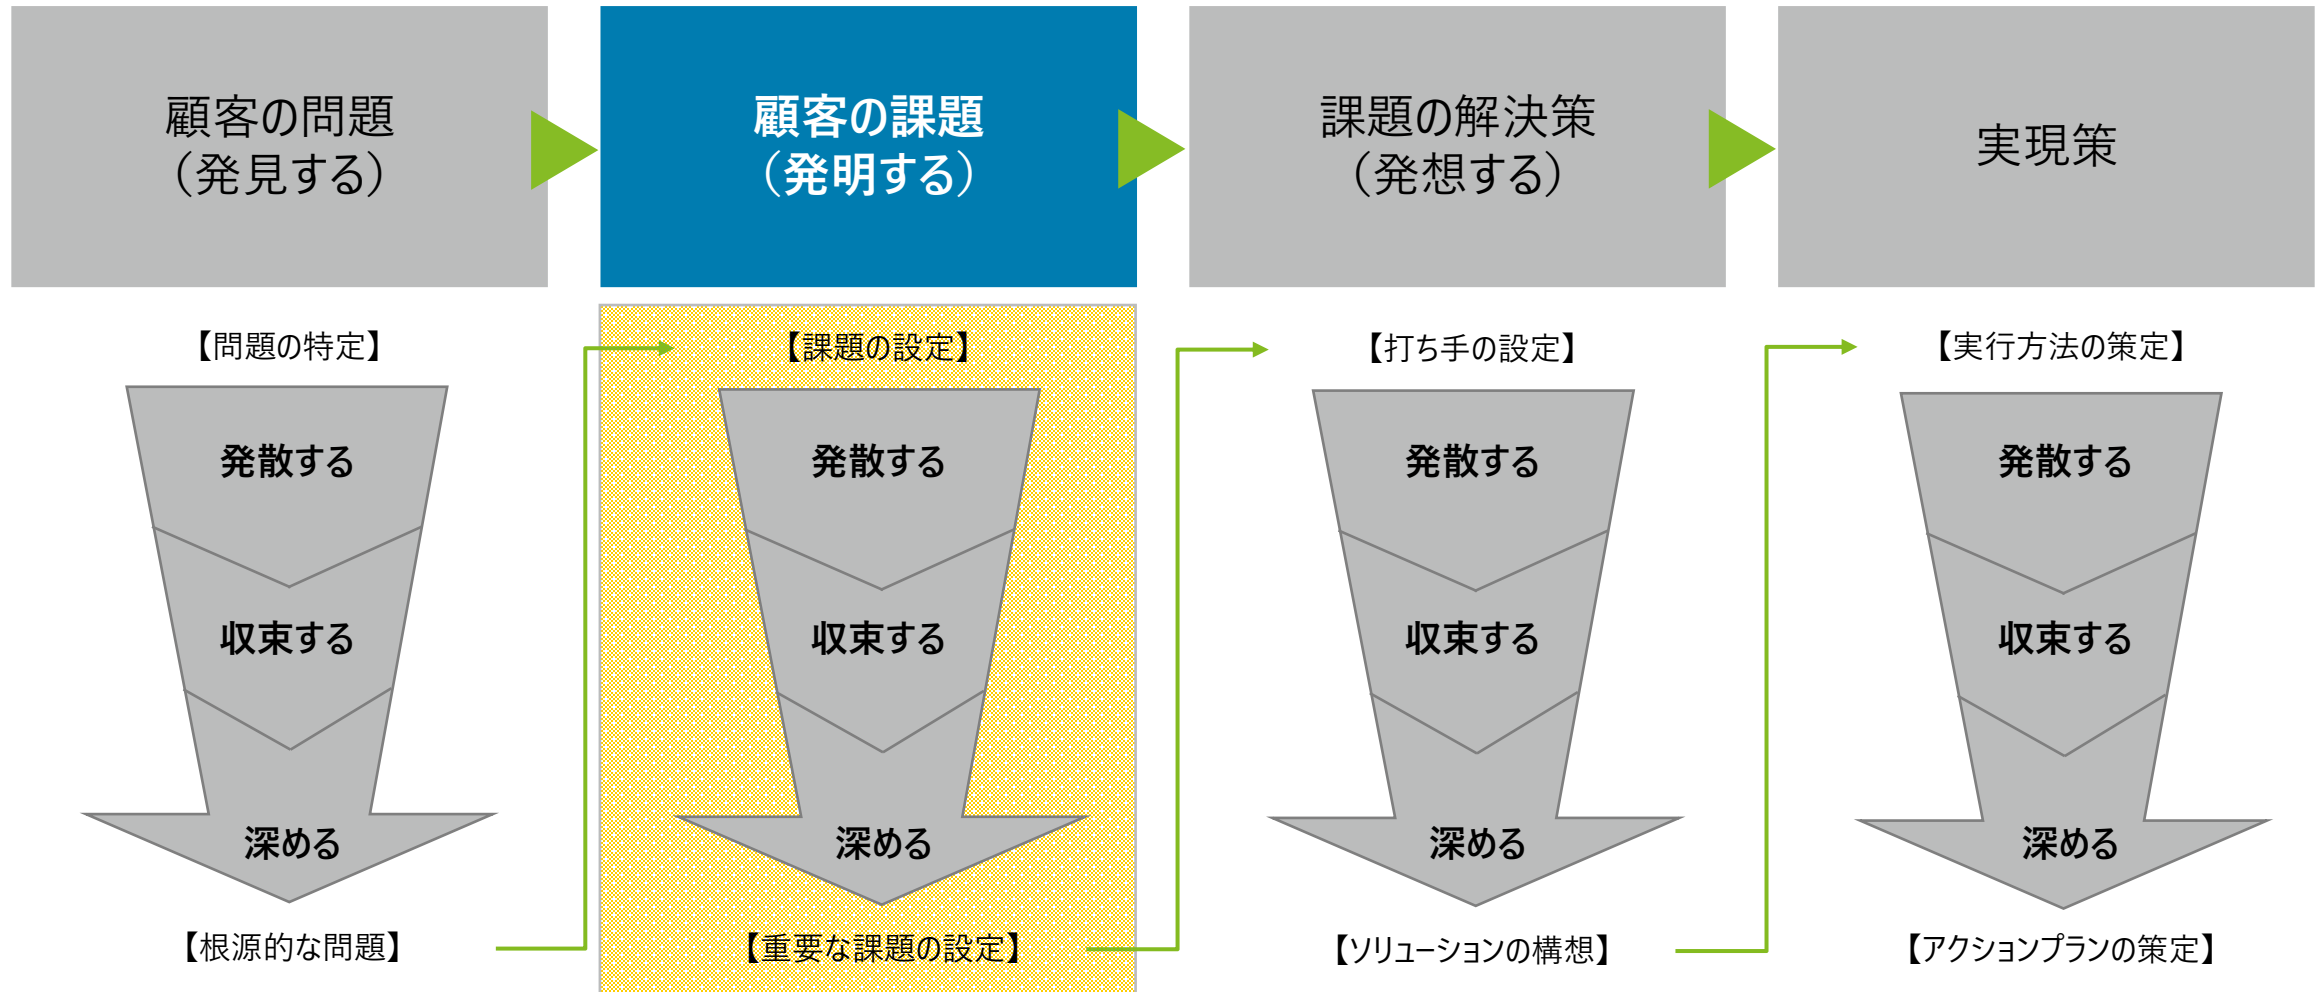 顧客の問題
（発見する）
顧客の課題
（発明する）
課題の解決策
（発想する）
実現策
【問題の特定】
発散する
収束する
深める
【根源的な問題】
【課題の設定】
発散する
収束する
深める
【重要な課題の設定】
【打ち手の設定】
発散する
収束する
深める
【ソリューションの構想】
【実行方法の策定】
発散する
収束する
深める
【アクションプランの策定】